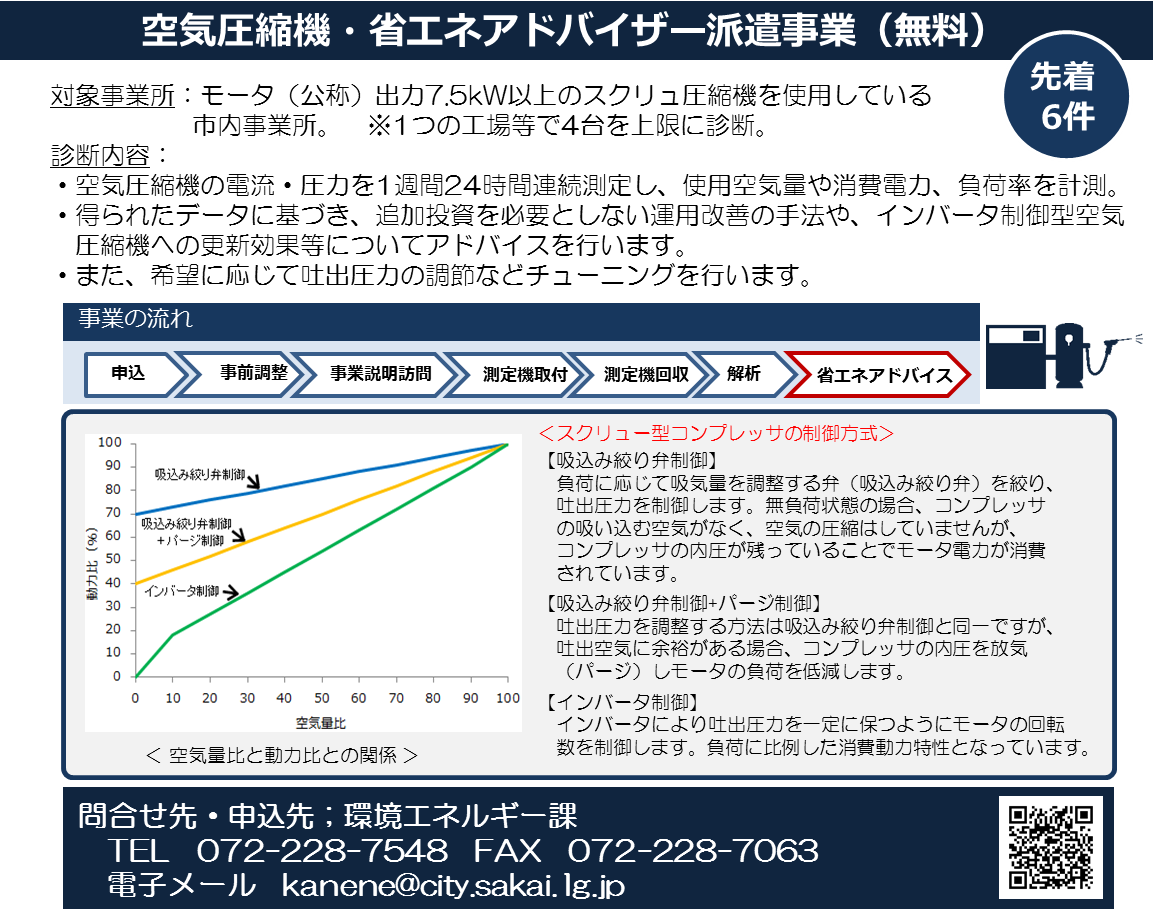 空気圧縮機・省エネアドバイザー派遣事業（無料）
先着
6件
対象事業所：モータ（公称）出力7.5kW以上のスクリュ圧縮機を使用している
市内事業所。　※1つの工場等で4台を上限に診断。
診断内容：
・空気圧縮機の電流・圧力を1週間24時間連続測定し、使用空気量や消費電力、負荷率を計測。
・得られたデータに基づき、追加投資を必要としない運用改善の手法や、インバータ制御型空気
圧縮機への更新効果等についてアドバイスを行います。
・また、希望に応じて吐出圧力の調節などチューニングを行います。
事業の流れ
申込
事前調整
事業説明訪問
測定機取付
測定機回収
解析
省エネアドバイス
動力比（%）
100
90
80
70
60
50
40
30
20
10
0
吸込み絞り弁制御
吸込み絞り弁制御
+パージ制御
インバータ制御
0 10 20 30 40 50 60 70 80 90 100
空気量比
＜ 空気量比と動力比との関係 ＞
＜スクリュー型コンプレッサの制御方式＞
【吸込み絞り弁制御】
負荷に応じて吸気量を調整する弁（吸込み絞り弁）を絞り、
吐出圧力を制御します。無負荷状態の場合、コンプレッサ
の吸い込む空気がなく、空気の圧縮はしていませんが、
コンプレッサの内圧が残っていることでモータ電力が消費
されています。
【吸込み絞り弁制御+パージ制御】
吐出圧力を調整する方法は吸込み絞り弁制御と同一ですが、
吐出空気に余裕がある場合、コンプレッサの内圧を放気
（パージ）しモータの負荷を低減します。
【インバータ制御】
インバータにより吐出圧力を一定に保つようにモータの回転
数を制御します。負荷に比例した消費動力特性となっています。
問合せ先・申込先；環境エネルギー課
TEL　072-228-7548　FAX　072-228-7063
電子メール　kanene@city.sakai.lg.jp